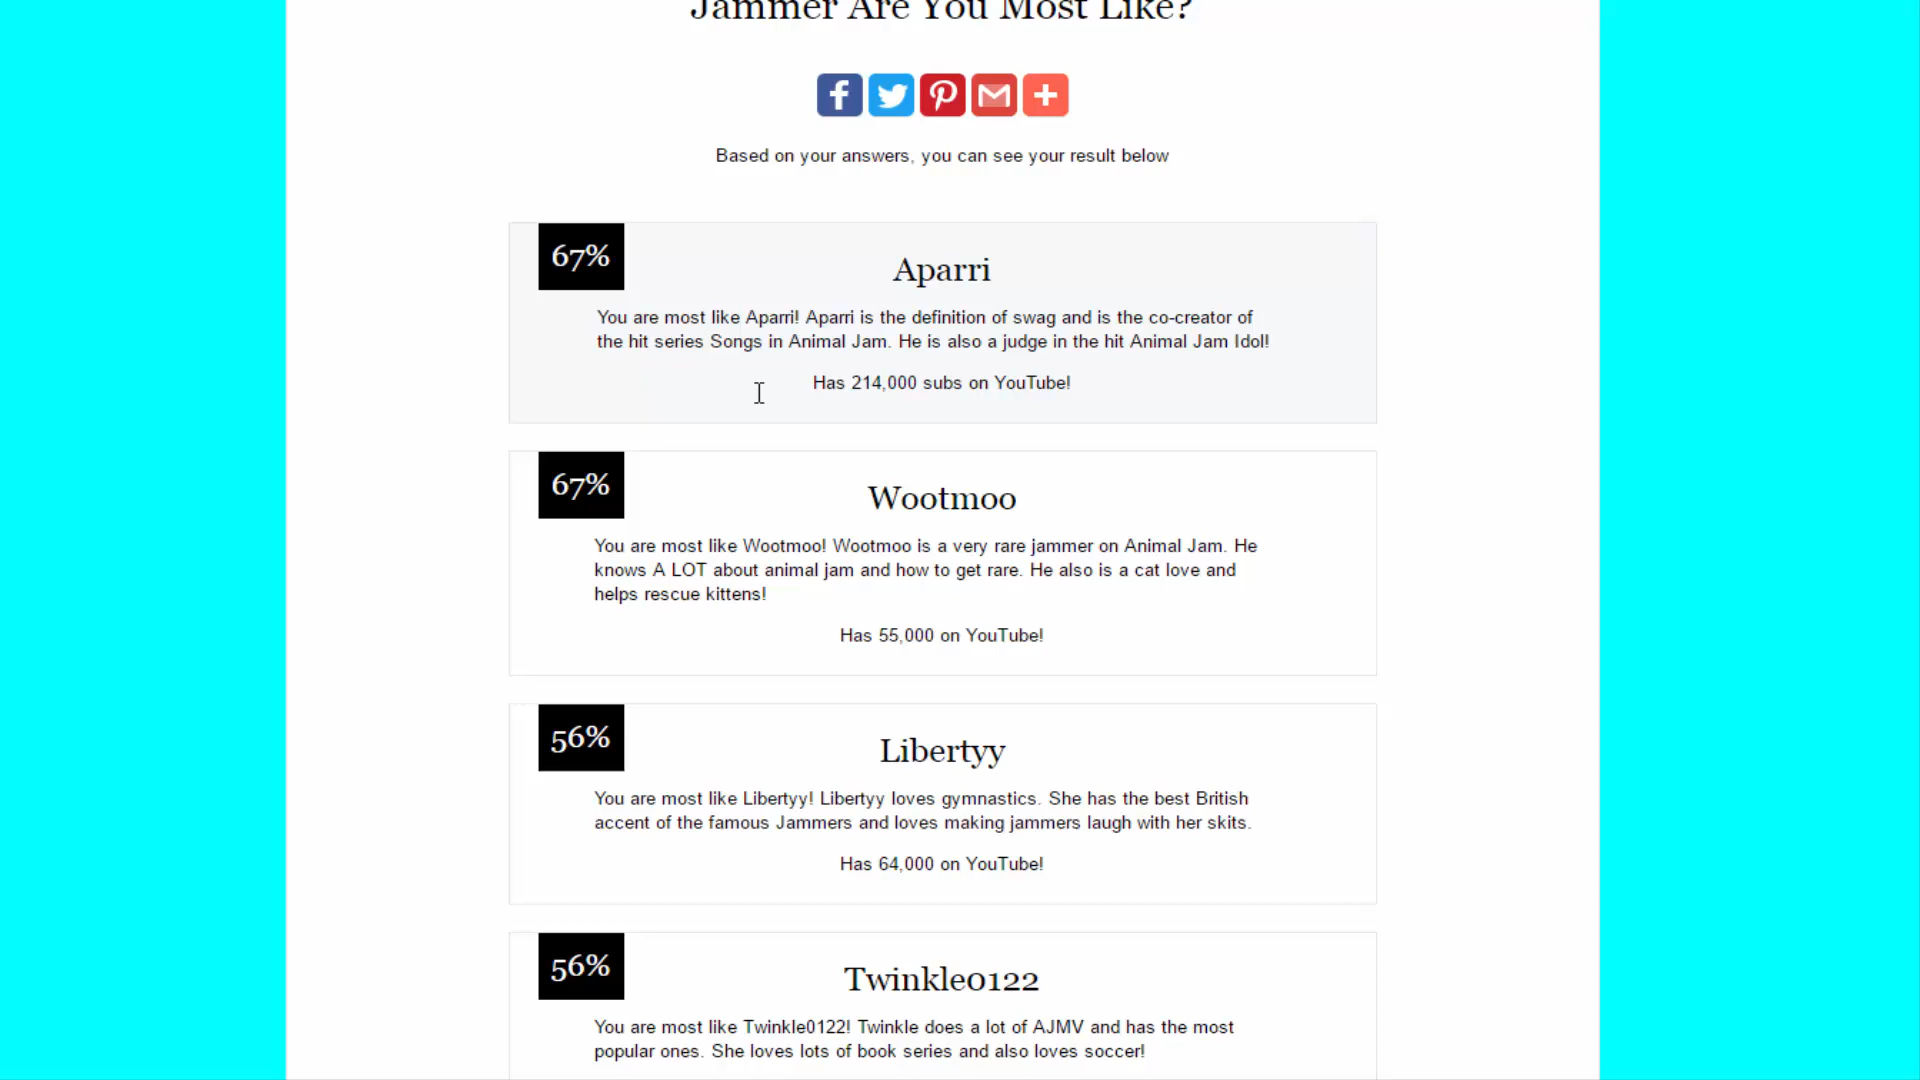 Jammer Are You Most Like?
Based on your answers, you can see your result below
67%
Aparri
You are most like Aparri! Aparri is the definition of swag and is the co-creator of
the hit series Songs in Animal Jam. He is also a judge in the hit Animal Jam Idol!
Has 214,000 subs on YouTube!
67%
Wootmoo
You are most like Wootmoo! Wootmoo is a very rare jammer on Animal Jam. He
knows A LOT about animal jam and how to get rare. He also is a cat love and
helps rescue kittens!
Has 55,000 on YouTube!
56%
Libertyy
You are most like Libertyy! Libertyy loves gymnastics. She has the best British
accent of the famous Jammers and loves making jammers laugh with her skits.
Has 64,000 on YouTube!
56%
Twinkle0122
You are most like Twinkle0122! Twinkle does a lot of AJMV and has the most
popular ones. She loves lots of book series and also loves soccer!